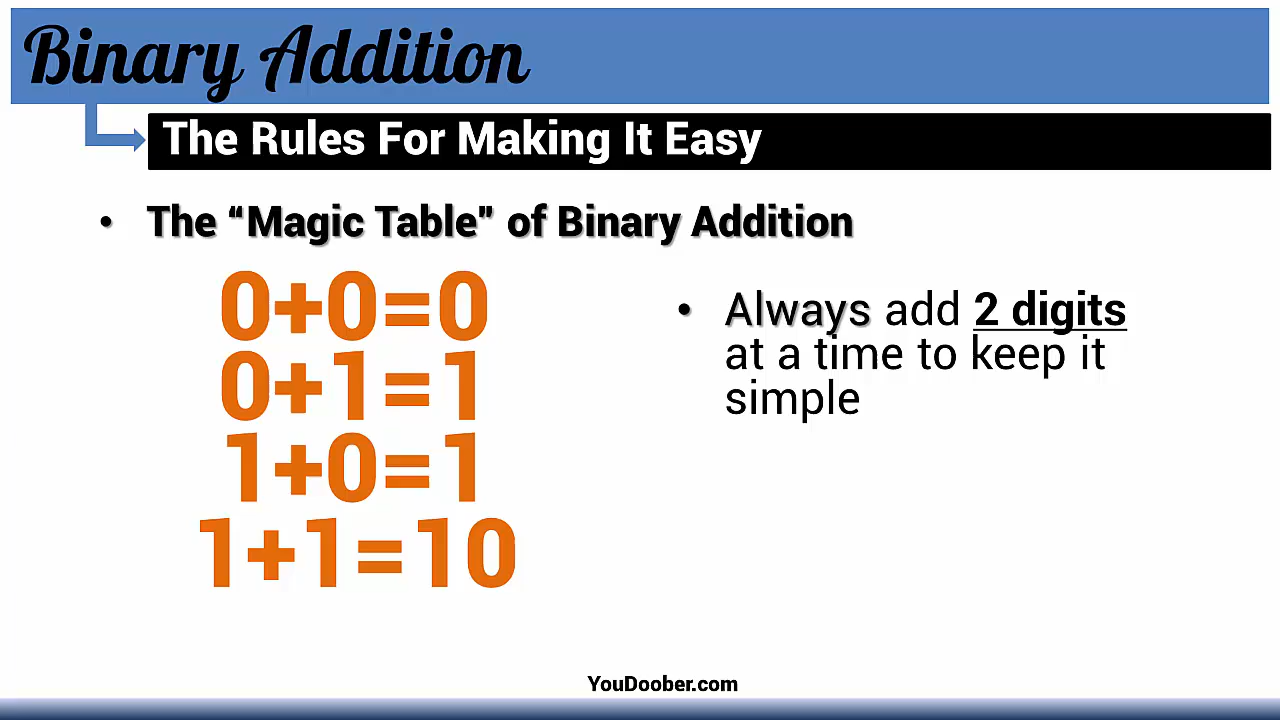 Binary Addition
The Rules For Making It Easy
• The “Magic Table” of Binary Addition
0+0=0
0+1=1
1+0=1
1+1=10
• Always add 2 digits
at a time to keep it
simple
YouDoober.com